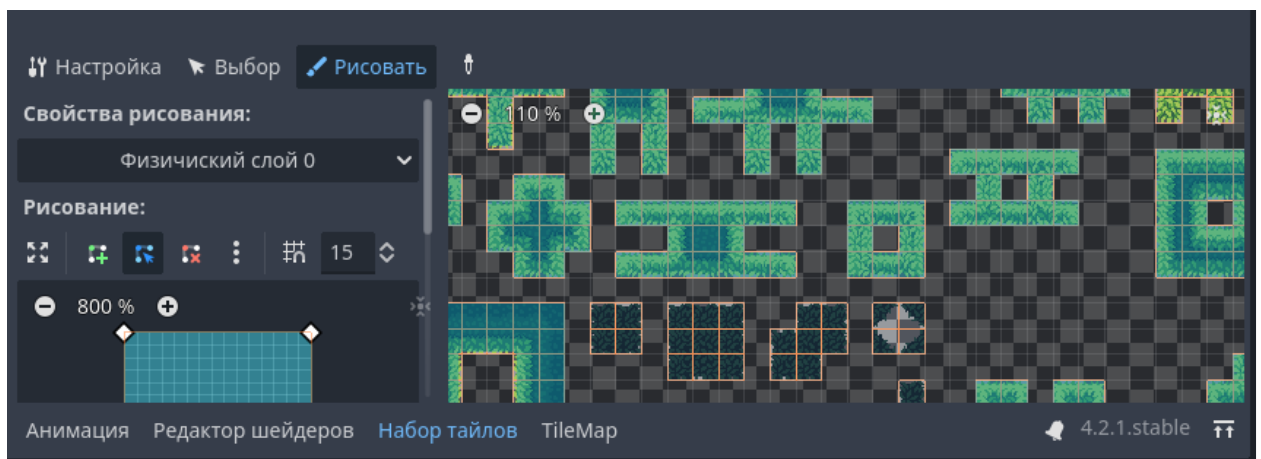 Настройка Выбор Рисовать
Свойства рисования:
110 %
Физичиский слой 0
Рисование:
15
800 %
Анимация Редактор шейдеров Набор тайлов TileMap 4.2.1.stable